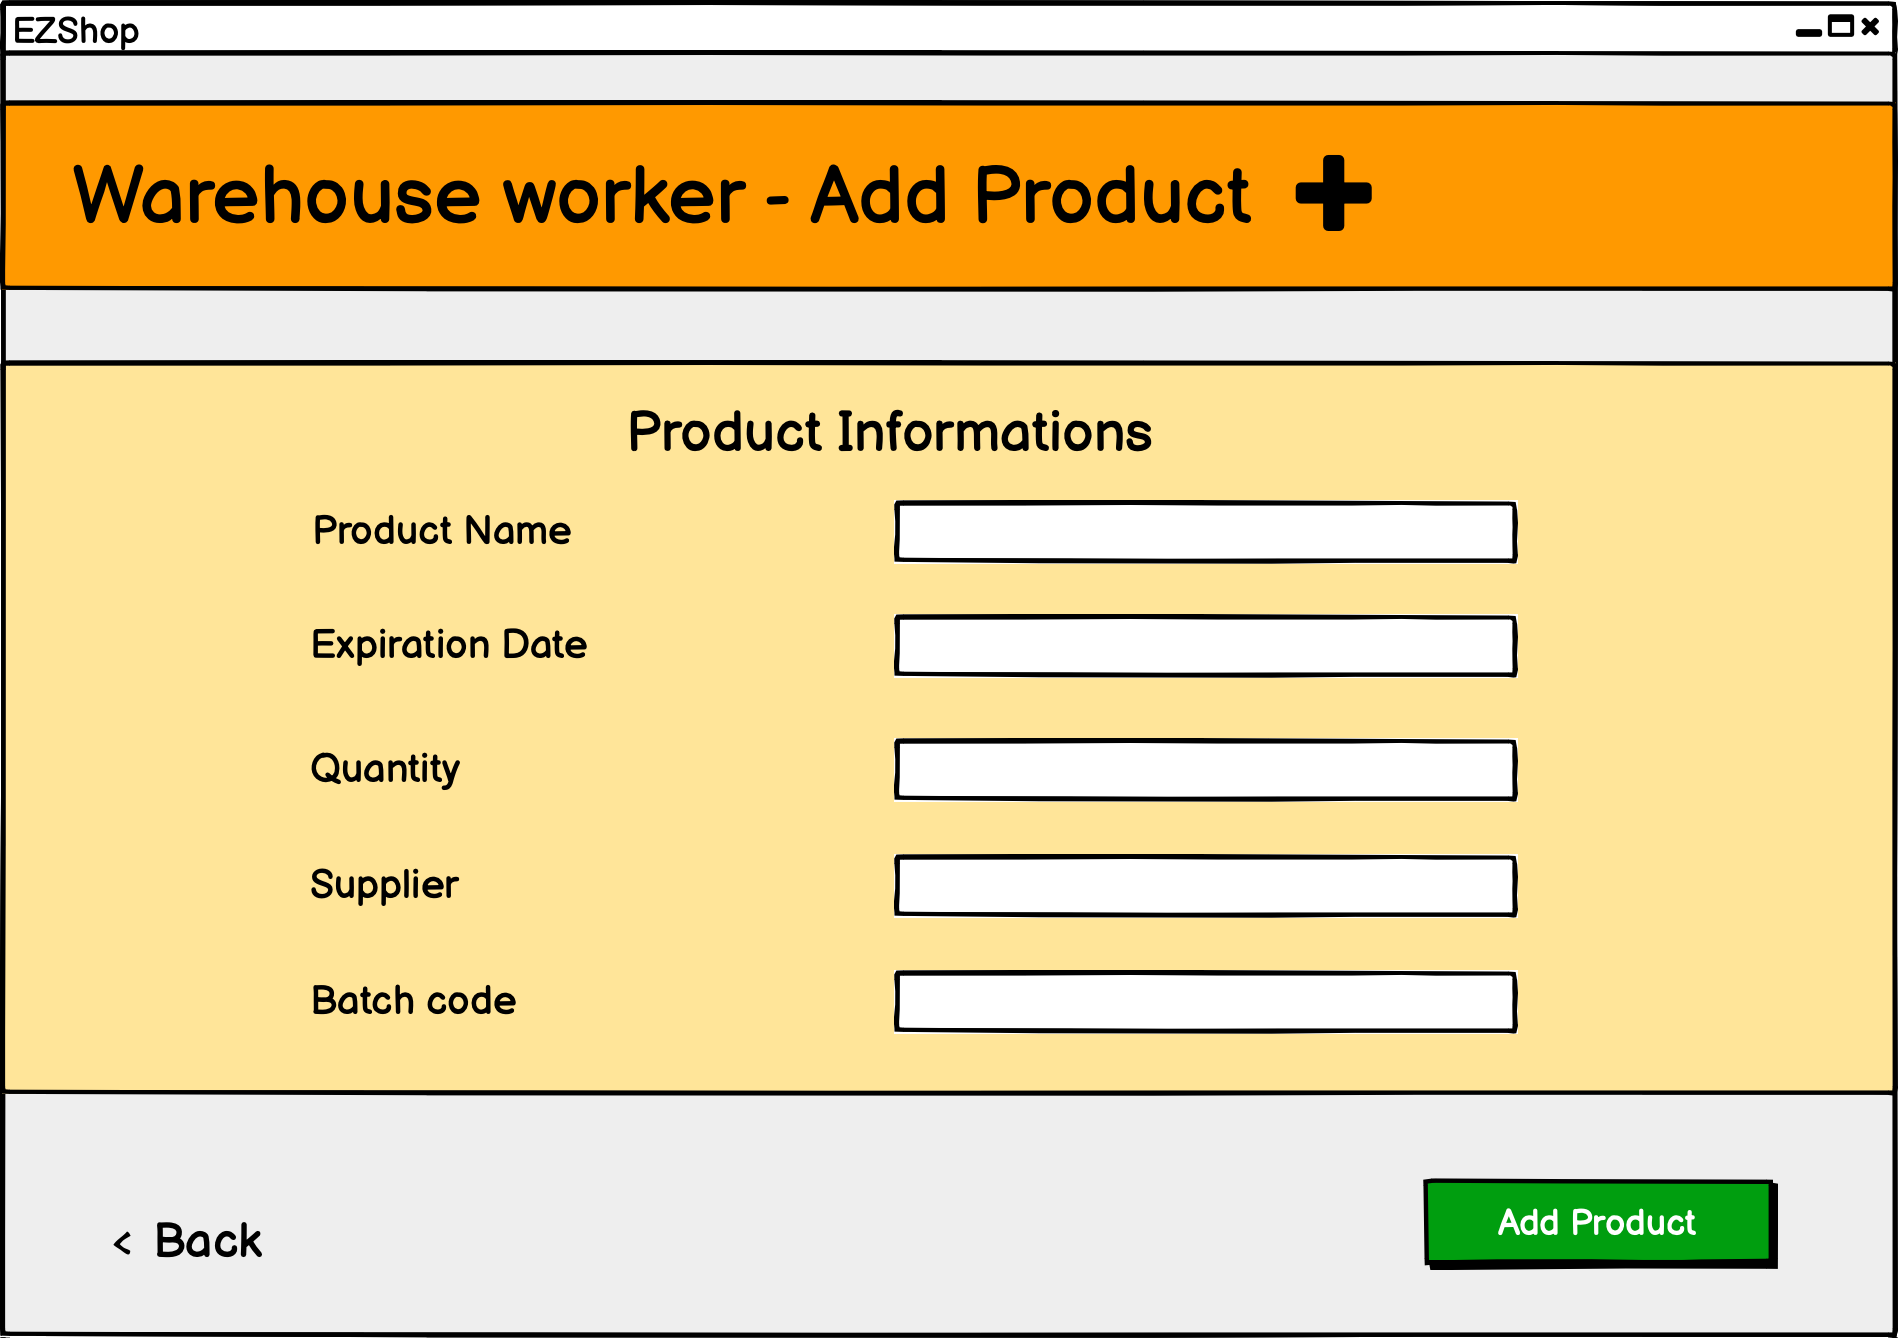 EZShop
Warehouse worker - Add Product
Product Informations
Product Name
Expiration Date
Quantity
Supplier
Batch code
< Back
Add Product